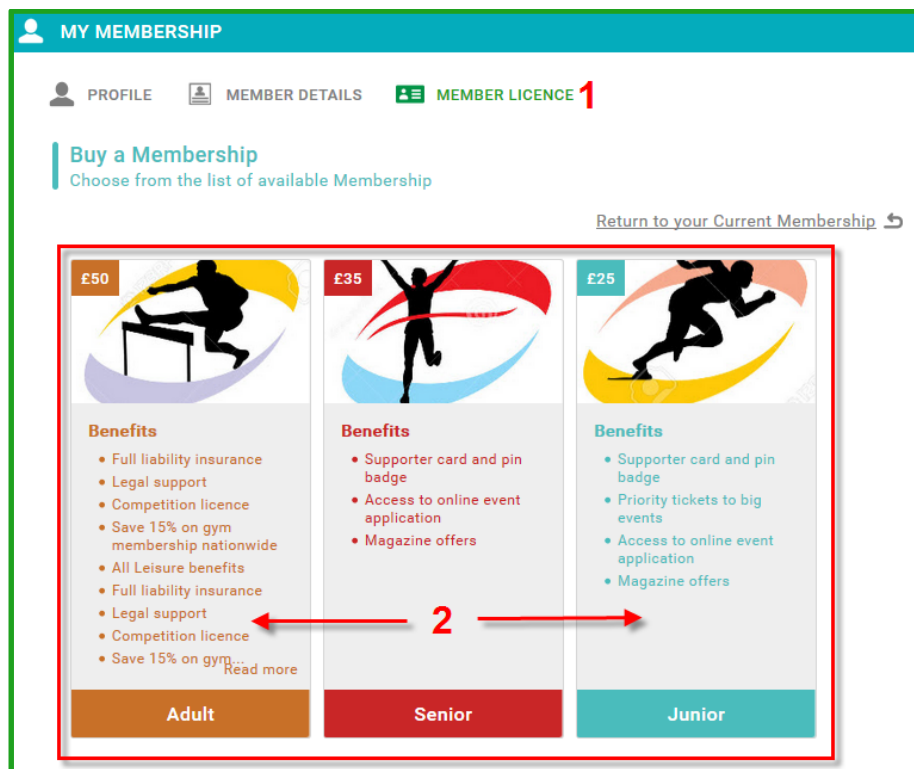 MY MEMBERSHIP
PROFILE MEMBER DETAILS MEMBER LICENCE 1
Buy a Membership
Choose from the list of available Membership
Return to your Current Membership
£50
Benefits
• Full liability insurance
• Legal support
• Competition licence
• Save 15% on gym
membership nationwide
• All Leisure benefits
• Full liability insurance
• Legal support
• Competition licence
• Save 15% on gym...
Read more
Adult
£35
Benefits
• Supporter card and pin
badge
• Access to online event
application
• Magazine offers
2
Senior
£25
Benefits
• Supporter card and pin
badge
• Priority tickets to big
events
• Access to online event
application
• Magazine offers
Junior